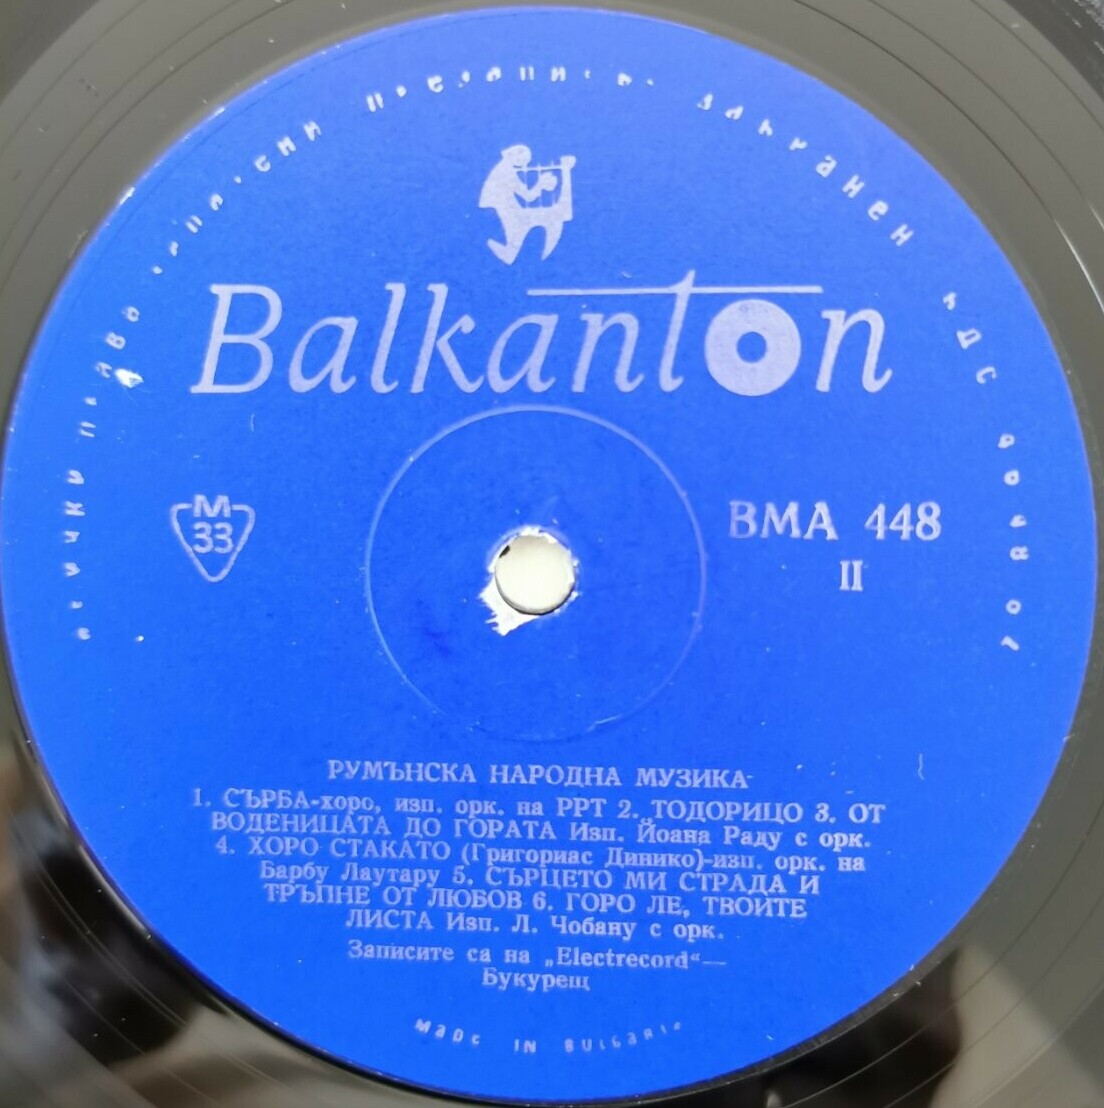 Balkanton
M
33
ВМА 448
II
РУМЪНСКА НАРОДНА МУЗИКА
1. СЪРБА-хоро, изп. орк. на РРТ 2. ТОДОРИЦО 3. ОТ
ВОДЕНИЦАТА ДО ГОРАТА Изп. Йоана Раду с орк.
4. ХОРО СТАКАТО (Григориас Динико)-изп. орк. на
Барбу Лаутару 5. СЪРЦЕТО МИ СТРАДА И
ТРЪПНЕ ОТ ЛЮБОВ 6. ГОРО ЛЕ, ТВОИТЕ
ЛИСТА Изп. Л. Чобану с орк.
Записите са на „Electrecord“—
Букурещ
MADE IN BULGARIA